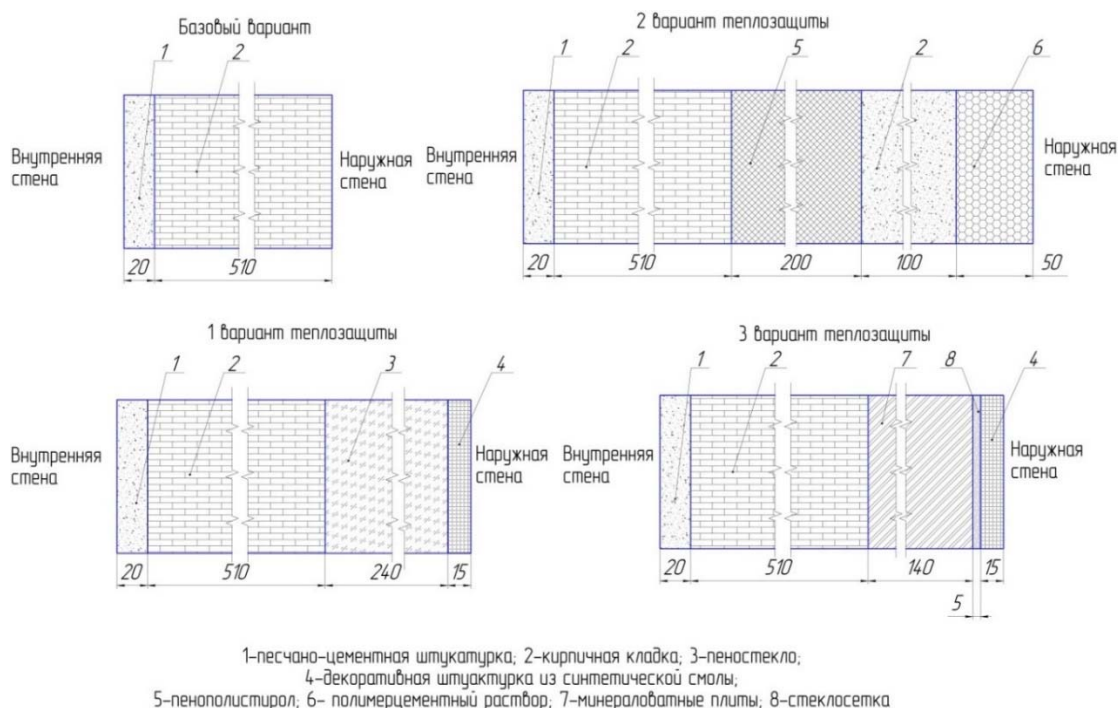 Базовый вариант
1 2
Внутренняя
стена
Наружная
стена
20 510
2 вариант теплозащиты
1 2 5 2 6
Внутренняя
стена
Наружная
стена
20 510 200 100 50
1 вариант теплозащиты
1 2 3 4
Внутренняя
стена
Наружная
стена
20 510 240 15
3 вариант теплозащиты
1 2 7 8 4
Внутренняя
стена
Наружная
стена
20 510 140 15
5
1-песчано-цементная штукатурка; 2-кирпичная кладка; 3-пеностекло;
4-декоративная штуактурка из синтетической смолы;
5-пенополистирол; 6- полимерцементный раствор; 7-минераловатные плиты; 8-стеклосетка